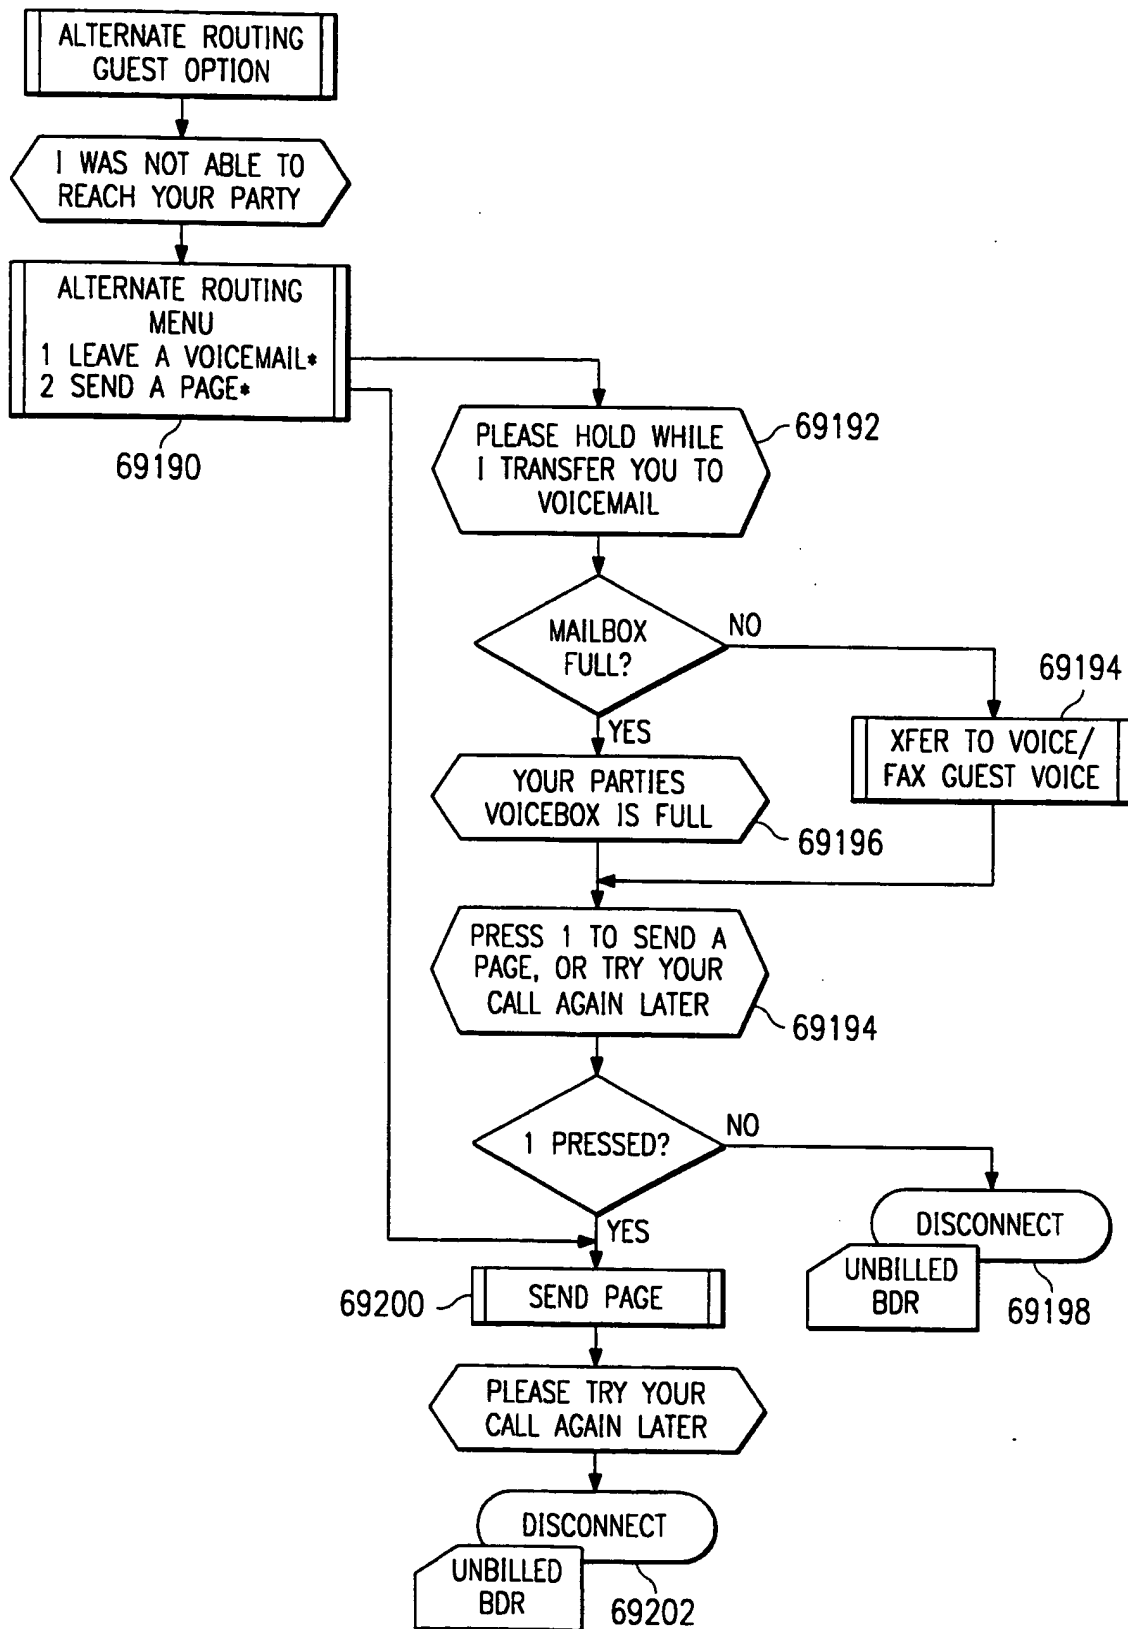 ALTERNATE ROUTING
GUEST OPTION
I WAS NOT ABLE TO
REACH YOUR PARTY
ALTERNATE ROUTING
MENU
1 LEAVE A VOICEMAIL*
2 SEND A PAGE*
69190
PLEASE HOLD WHILE
I TRANSFER YOU TO
VOICEMAIL
69192
MAILBOX
FULL?
NO
YES
69194
XFER TO VOICE/
FAX GUEST VOICE
YOUR PARTIES
VOICEBOX IS FULL
69196
PRESS 1 TO SEND A
PAGE, OR TRY YOUR
CALL AGAIN LATER
69194
1 PRESSED?
NO
YES
DISCONNECT
UNBILLED
BDR
69198
69200
SEND PAGE
PLEASE TRY YOUR
CALL AGAIN LATER
DISCONNECT
UNBILLED
BDR
69202